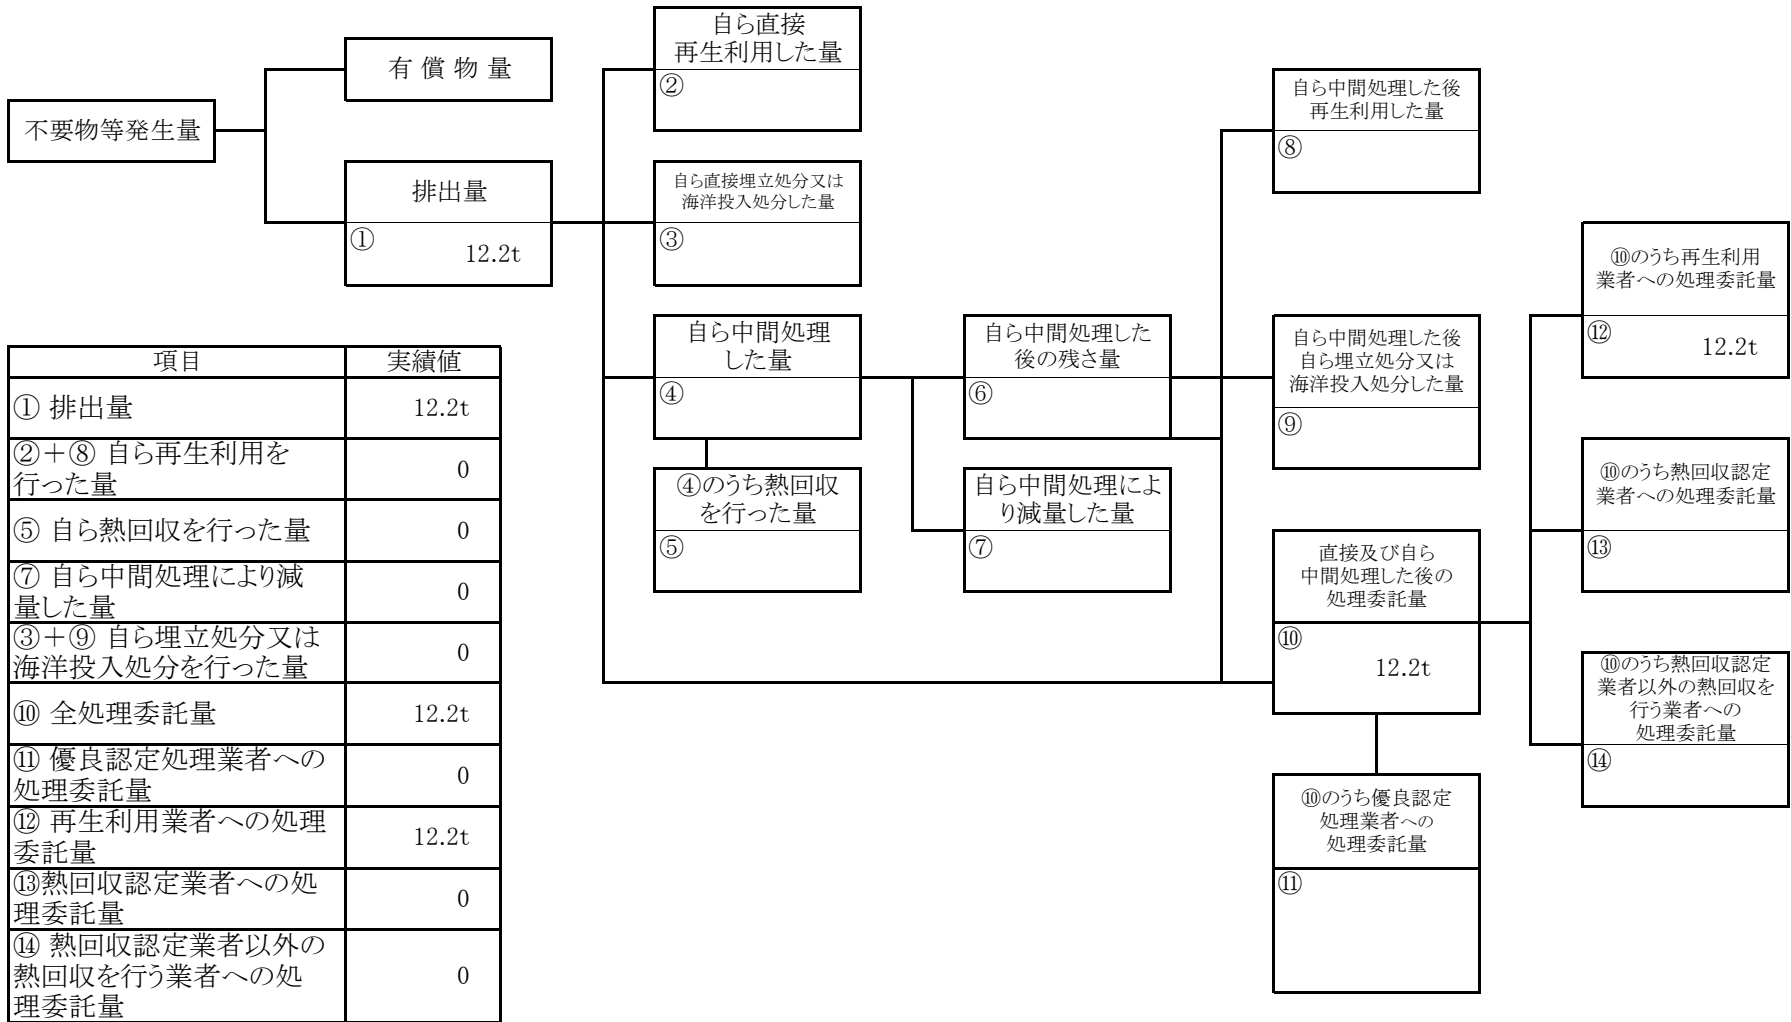 不要物等発生量
有 償 物 量
排出量
①
12.2t
自ら直接
再生利用した量
②
自ら直接埋立処分又は
海洋投入処分した量
③
自ら中間処理
した量
④
④のうち熱回収
を行った量
⑤
自ら中間処理した
後の残さ量
⑥
自ら中間処理によ
り減量した量
⑦
自ら中間処理した後
再生利用した量
⑧
自ら中間処理した後
自ら埋立処分又は
海洋投入処分した量
⑨
直接及び自ら
中間処理した後の
処理委託量
⑩
12.2t
⑩のうち優良認定
処理業者への
処理委託量
⑪
⑩のうち再生利用
業者への処理委託量
⑫
12.2t
⑩のうち熱回収認定
業者への処理委託量
⑬
⑩のうち熱回収認定
業者以外の熱回収を
行う業者への
処理委託量
⑭
項目 実績値
① 排出量 12.2t
②+⑧ 自ら再生利用を
行った量 0
⑤ 自ら熱回収を行った量 0
⑦ 自ら中間処理により減
量した量 0
③+⑨ 自ら埋立処分又は
海洋投入処分を行った量 0
⑩ 全処理委託量 12.2t
⑪ 優良認定処理業者への
処理委託量 0
⑫ 再生利用業者への処理
委託量 12.2t
⑬熱回収認定業者への処
理委託量 0
⑭ 熱回収認定業者以外の
熱回収を行う業者への処
理委託量 0